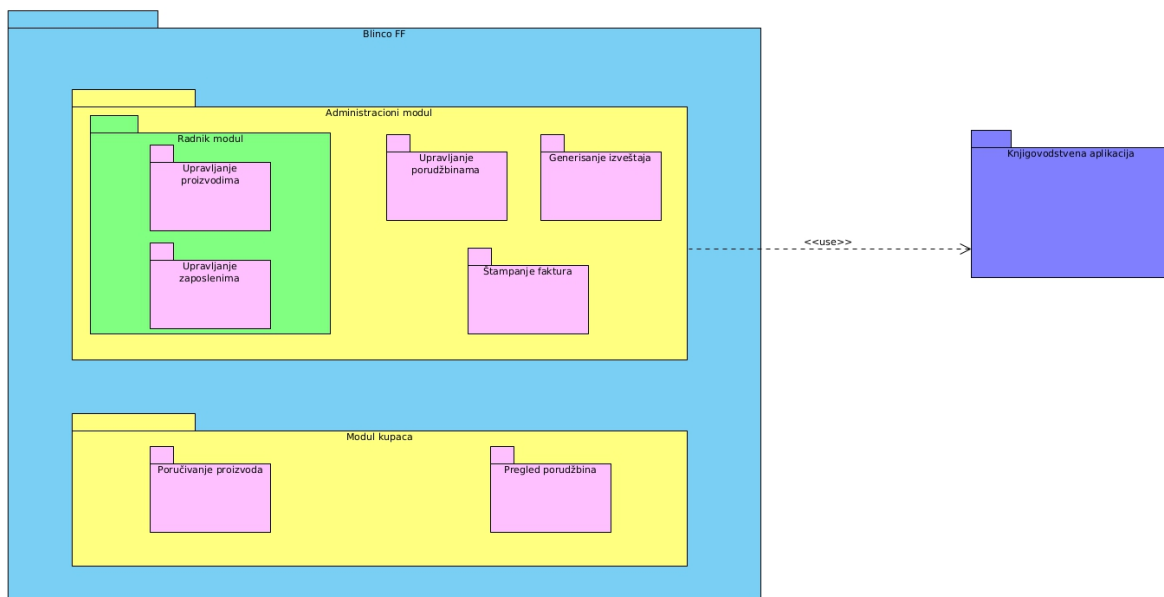 Blinco FF
Administracioni modul
Radnik modul
Upravljanje
proizvodima
Upravljanje
zaposlenima
Upravljanje
porudžbinama
Generisanje izveštaja
Štampanje faktura
<<use>>
Knjigovodstvena aplikacija
Modul kupaca
Poručivanje proizvoda
Pregled porudžbina